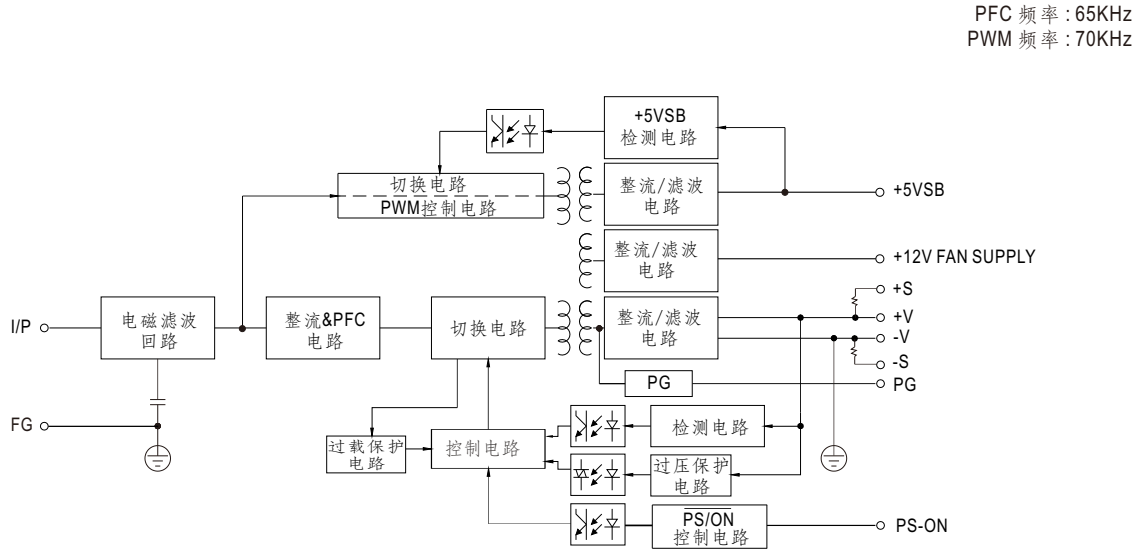 PFC 频率 : 65KHz
PWM 频率 : 70KHz
+5VSB
检测电路
切换电路
PWM控制电路
整流/滤波
电路
+5VSB
整流/滤波
电路
+12V FAN SUPPLY
+S
I/P
电磁滤波
回路
整流&PFC
电路
切换电路
整流/滤波
电路
+V
-V
-S
PG
PG
FG
过载保护
电路
控制电路
检测电路
过压保护
电路
PS/ON
控制电路
PS-ON